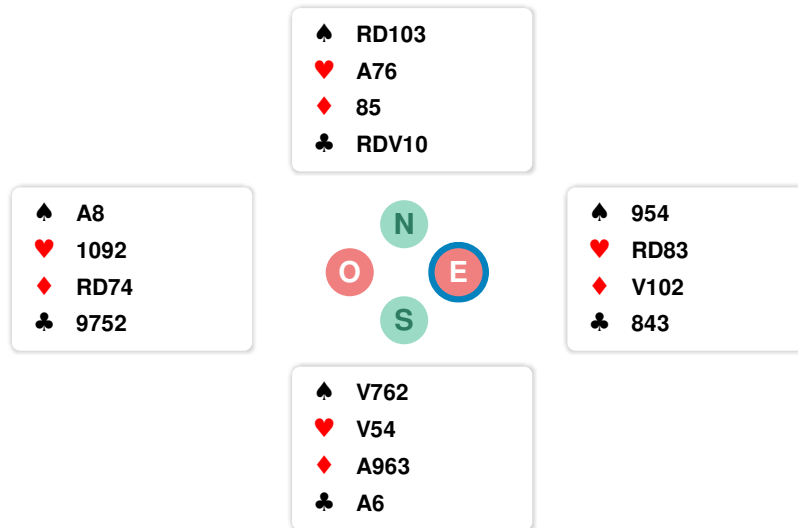 ♠ RD103
♥ A76
♦ 85
♣ RDV10
♠ A8
♥ 1092
♦ RD74
♣ 9752
N
O E
S
♠ 954
♥ RD83
♦ V102
♣ 843
♠ V762
♥ V54
♦ A963
♣ A6